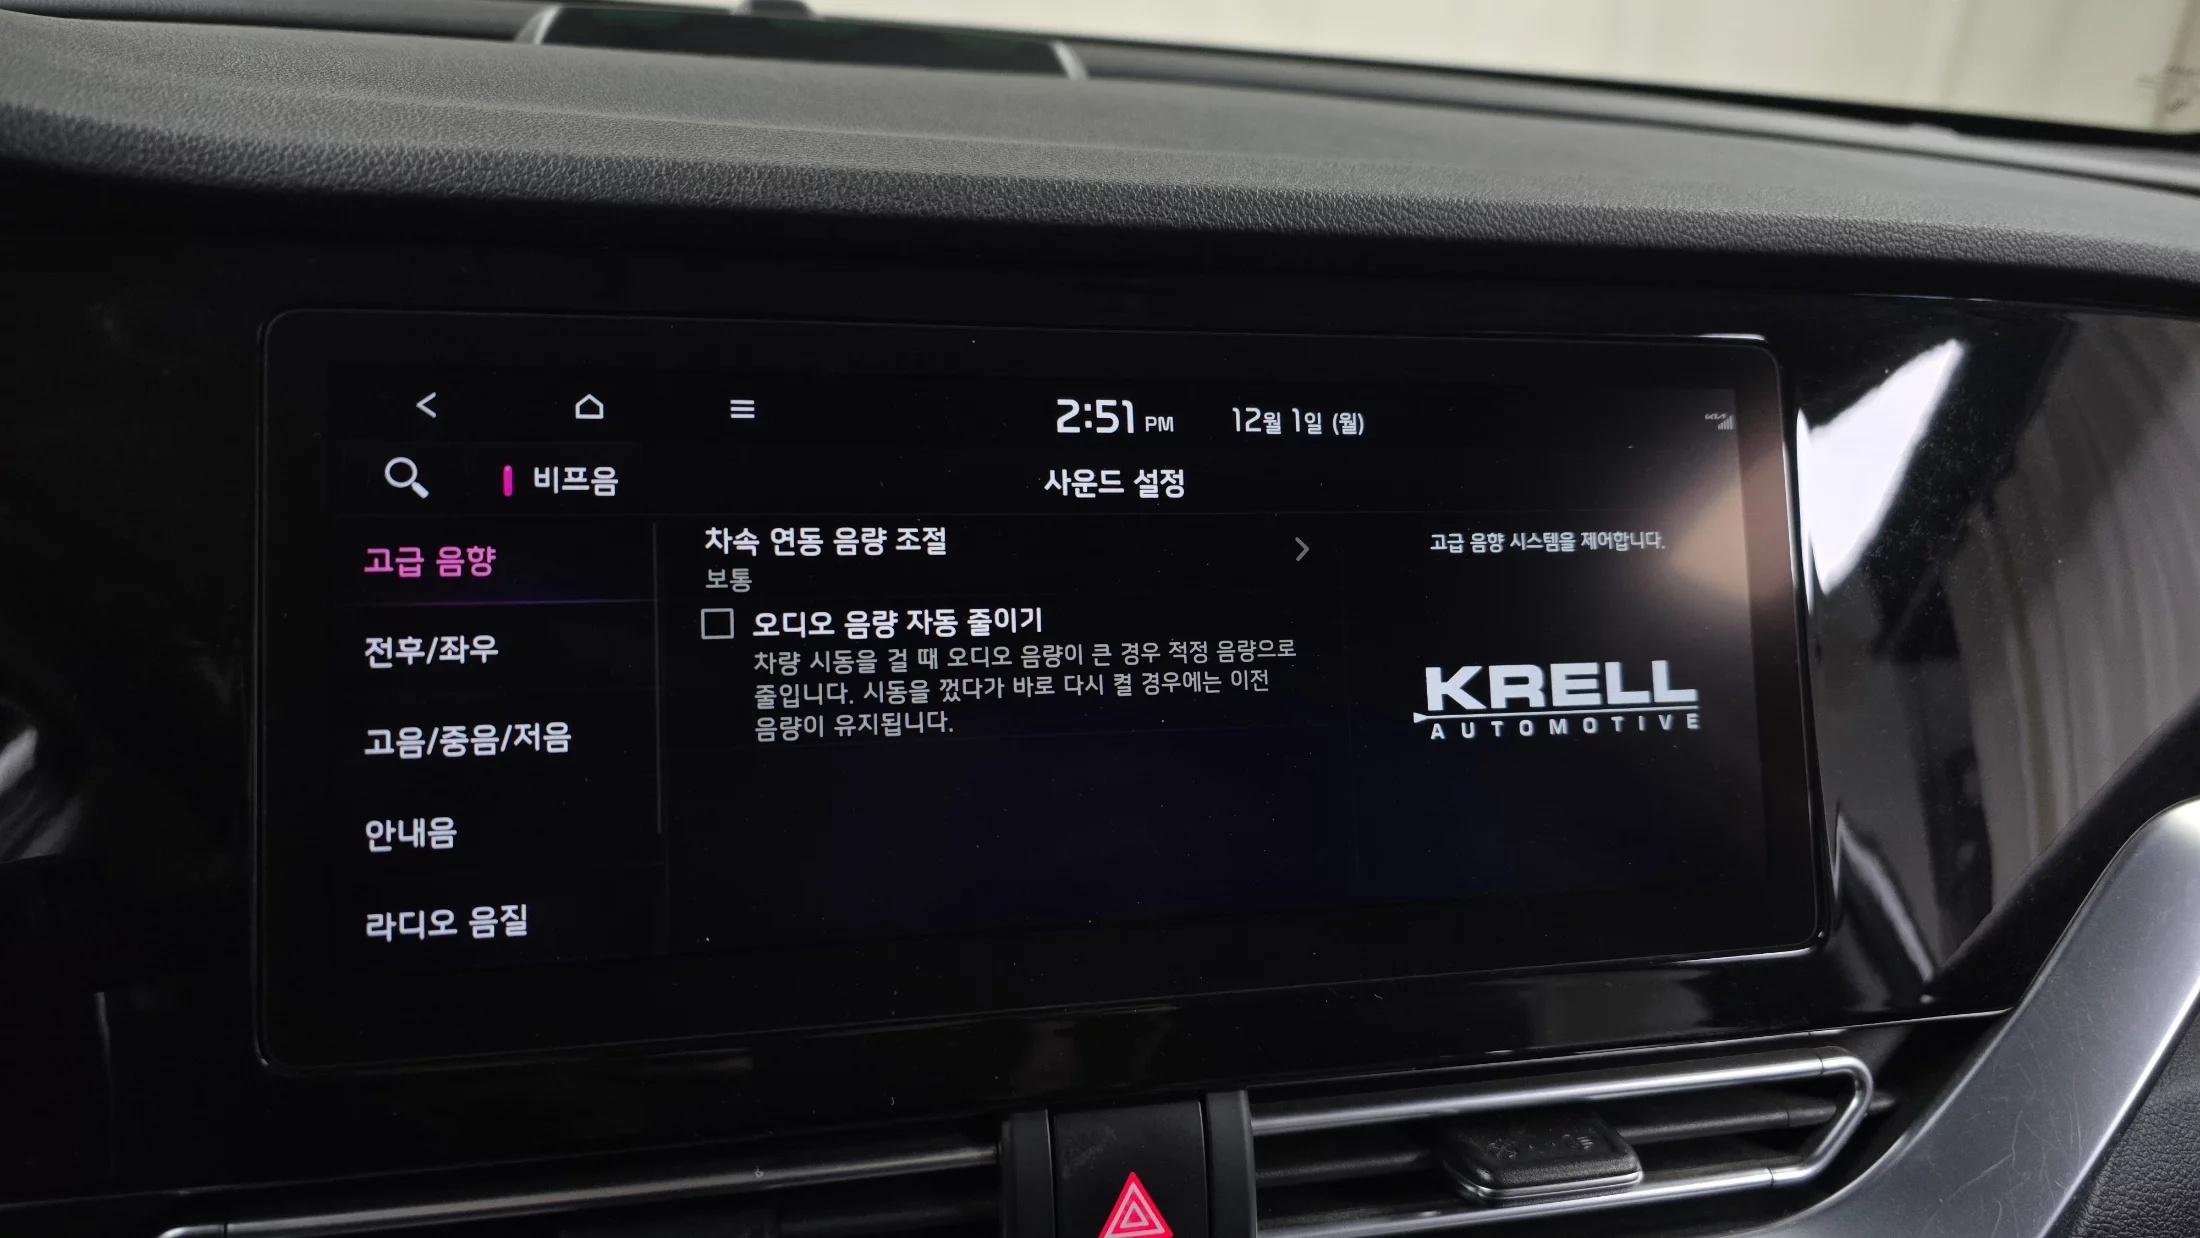 2:51 PM 12월 1일 (월)
비프음 사운드 설정
고급 음향
전후/좌우
고음/중음/저음
안내음
라디오 음질
차속 연동 음량 조절
보통
오디오 음량 자동 줄이기
차량 시동을 걸 때 오디오 음량이 큰 경우 적정 음량으로
줄입니다. 시동을 껐다가 바로 다시 켤 경우에는 이전
음량이 유지됩니다.
고급 음향 시스템을 제어합니다.
KRELL
AUTOMOTIVE